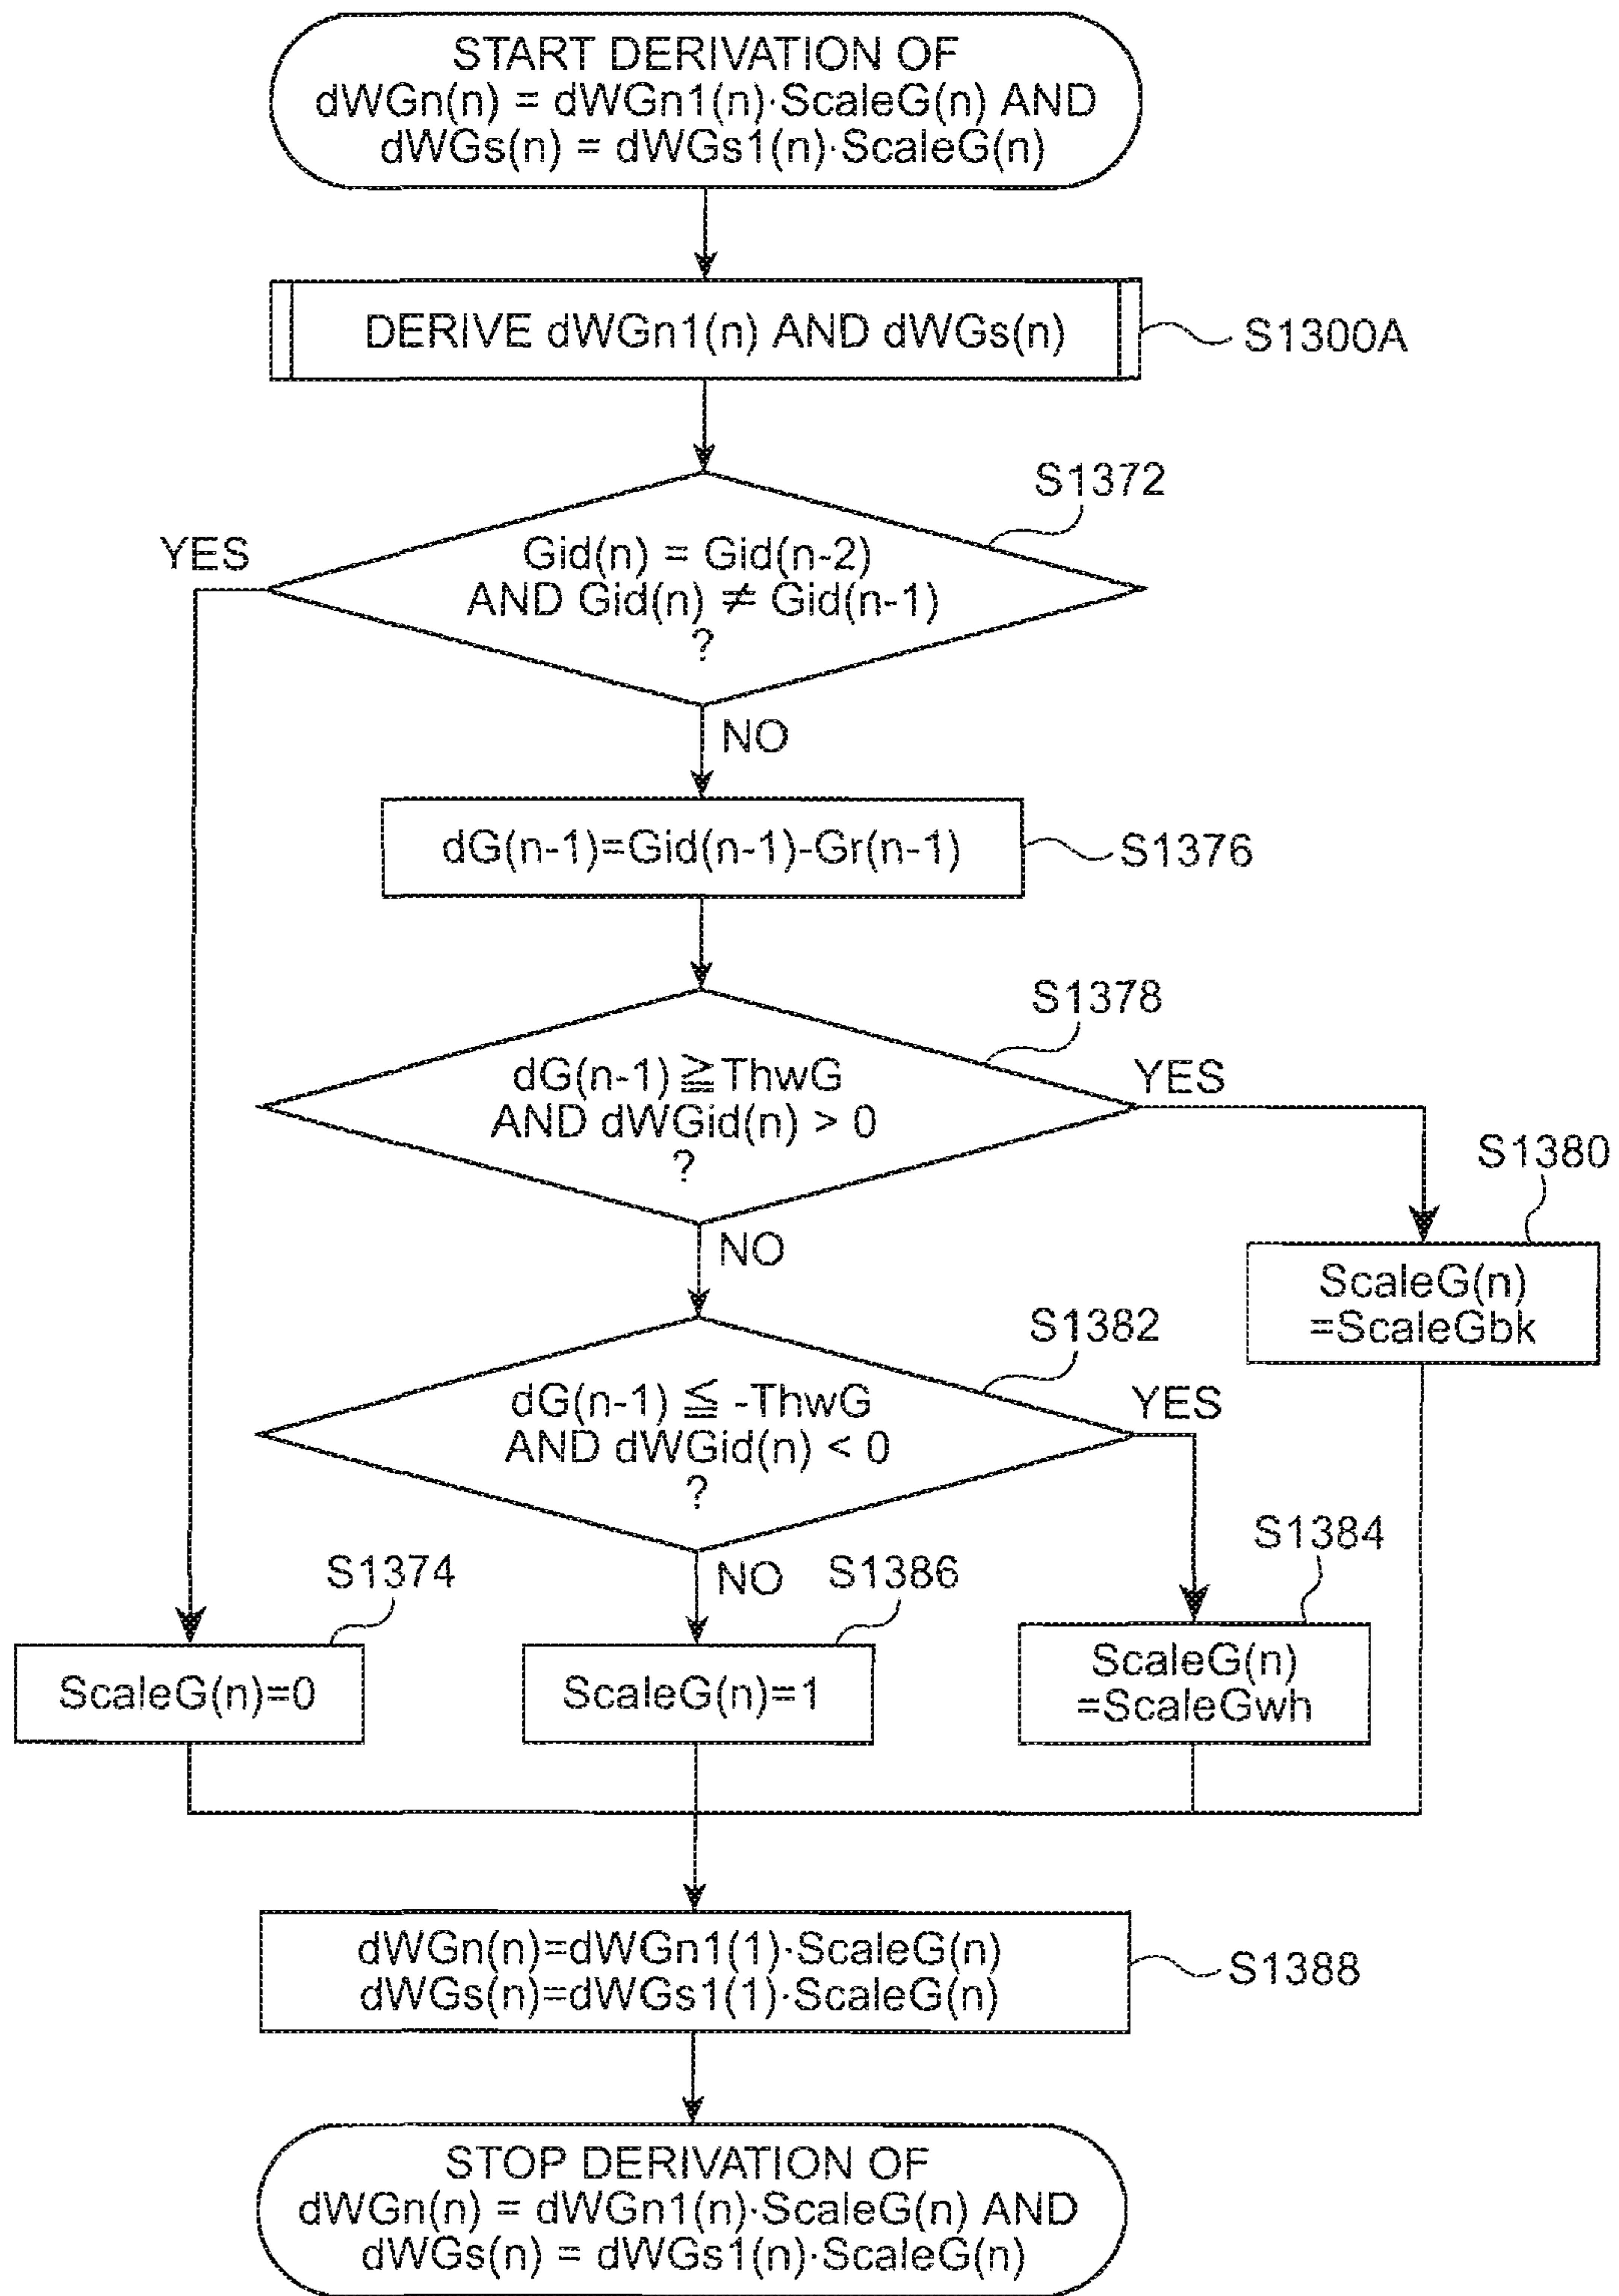 START DERIVATION OF
dWGn(n) = dWGn1(n)·ScaleG(n) AND
dWGs(n) = dWGs1(n)·ScaleG(n)
DERIVE dWGn1(n) AND dWGs(n)
S1300A
S1372
YES
Gid(n) = Gid(n-2)
AND Gid(n) ≠ Gid(n-1)
?
NO
dG(n-1)=Gid(n-1)-Gr(n-1)
S1376
S1378
dG(n-1) ≧ ThwG
AND dWGid(n) > 0
?
YES
NO
S1380
ScaleG(n)
=ScaleGbk
S1382
dG(n-1) ≦ -ThwG
AND dWGid(n) < 0
?
YES
NO
S1384
ScaleG(n)
=ScaleGwh
S1374
ScaleG(n)=0
S1386
ScaleG(n)=1
dWGn(n)=dWGn1(1)·ScaleG(n)
dWGs(n)=dWGs1(1)·ScaleG(n)
S1388
STOP DERIVATION OF
dWGn(n) = dWGn1(n)·ScaleG(n) AND
dWGs(n) = dWGs1(n)·ScaleG(n)